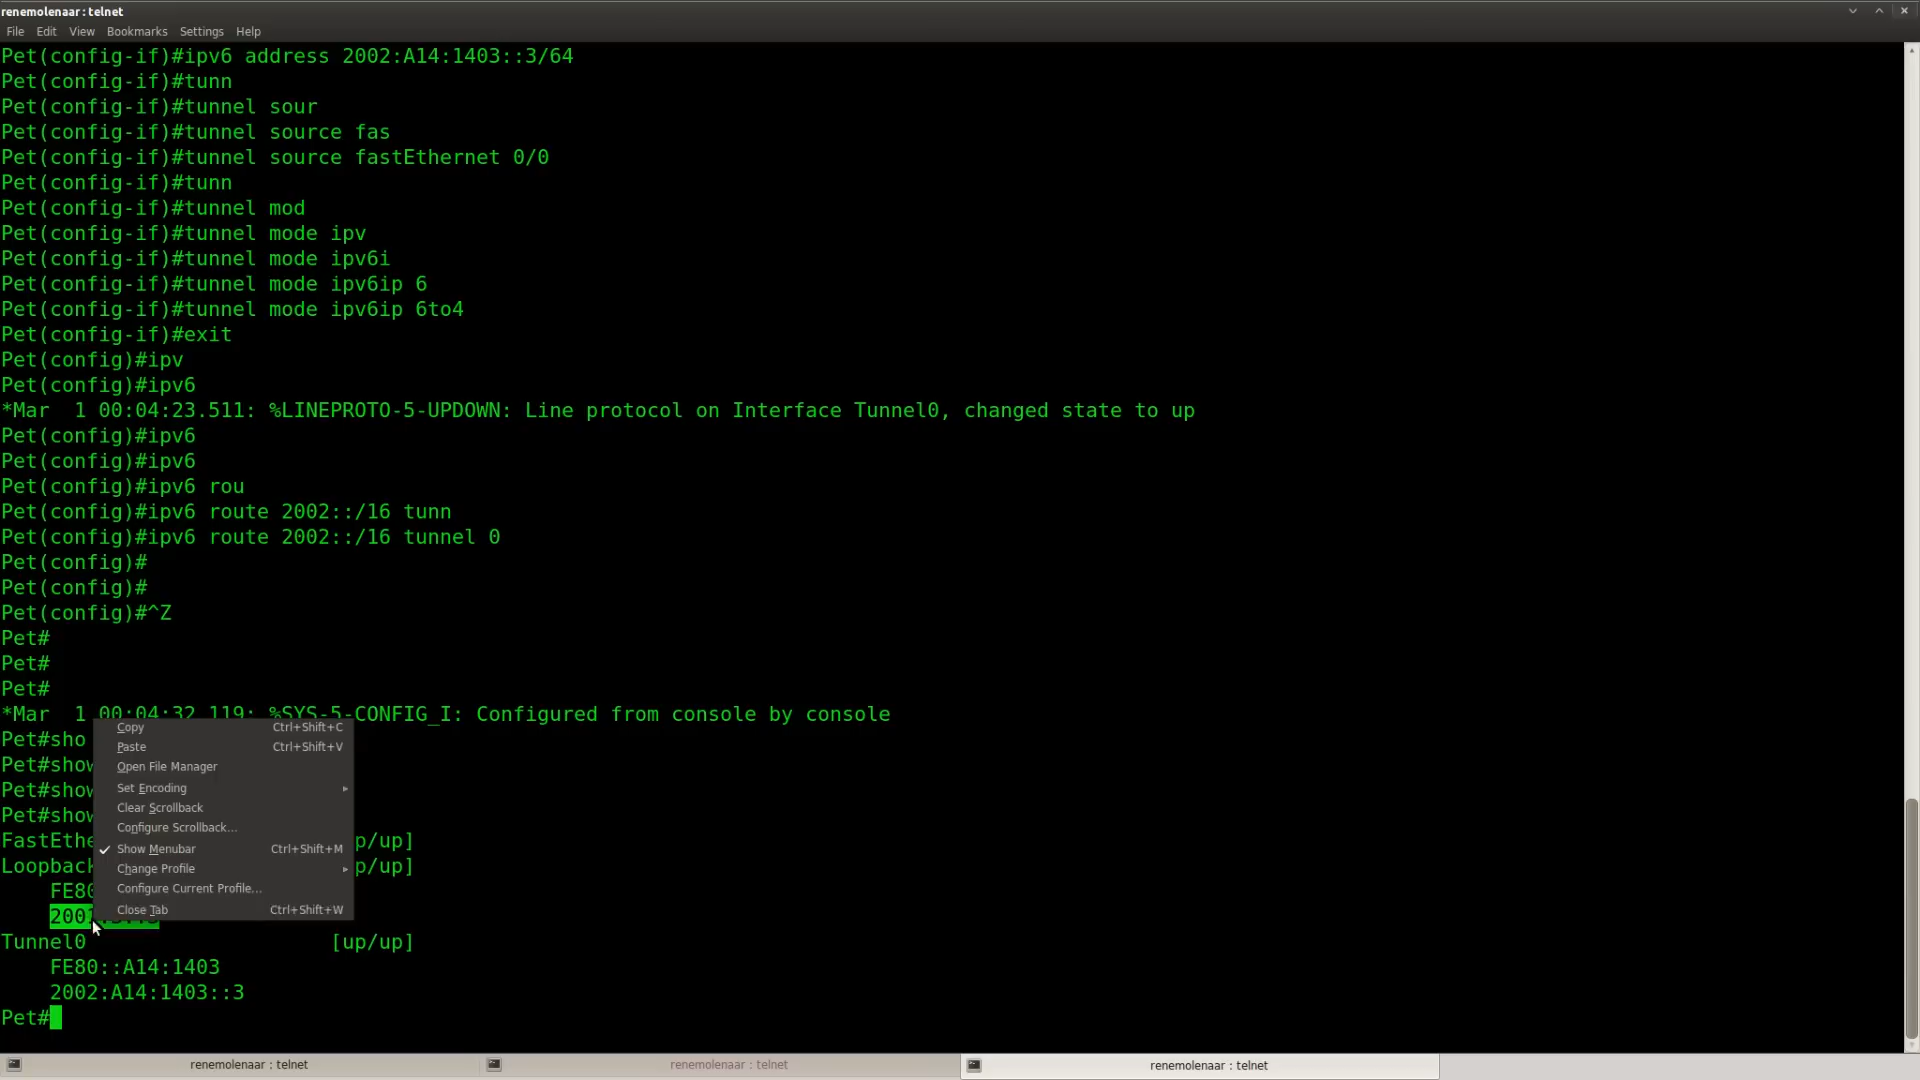 renemolenaar : telnet
File Edit View Bookmarks Settings Help
Pet(config-if)#ipv6 address 2002:A14:1403::3/64
Pet(config-if)#tunn
Pet(config-if)#tunnel sour
Pet(config-if)#tunnel source fas
Pet(config-if)#tunnel source fastEthernet 0/0
Pet(config-if)#tunn
Pet(config-if)#tunnel mod
Pet(config-if)#tunnel mode ipv
Pet(config-if)#tunnel mode ipv6i
Pet(config-if)#tunnel mode ipv6ip 6
Pet(config-if)#tunnel mode ipv6ip 6to4
Pet(config-if)#exit
Pet(config)#ipv
Pet(config)#ipv6
*Mar  1 00:04:23.511: %LINEPROTO-5-UPDOWN: Line protocol on Interface Tunnel0, changed state to up
Pet(config)#ipv6
Pet(config)#ipv6
Pet(config)#ipv6 rou
Pet(config)#ipv6 route 2002::/16 tunn
Pet(config)#ipv6 route 2002::/16 tunnel 0
Pet(config)#
Pet(config)#
Pet(config)#^Z
Pet#
Pet#
Pet#
*Mar  1 00:04:32.119: %SYS-5-CONFIG_I: Configured from console by console
Pet#sho
Pet#show
Pet#show
Pet#show
FastEthe p/up]
Loopback p/up]
FE80
200
Copy Ctrl+Shift+C
Paste Ctrl+Shift+V
Open File Manager
Set Encoding
Clear Scrollback
Configure Scrollback...
Show Menubar Ctrl+Shift+M
Change Profile
Configure Current Profile...
Close Tab Ctrl+Shift+W
Tunnel0 [up/up]
FE80::A14:1403
2002:A14:1403::3
Pet#
renemolenaar : telnet
renemolenaar : telnet
renemolenaar : telnet